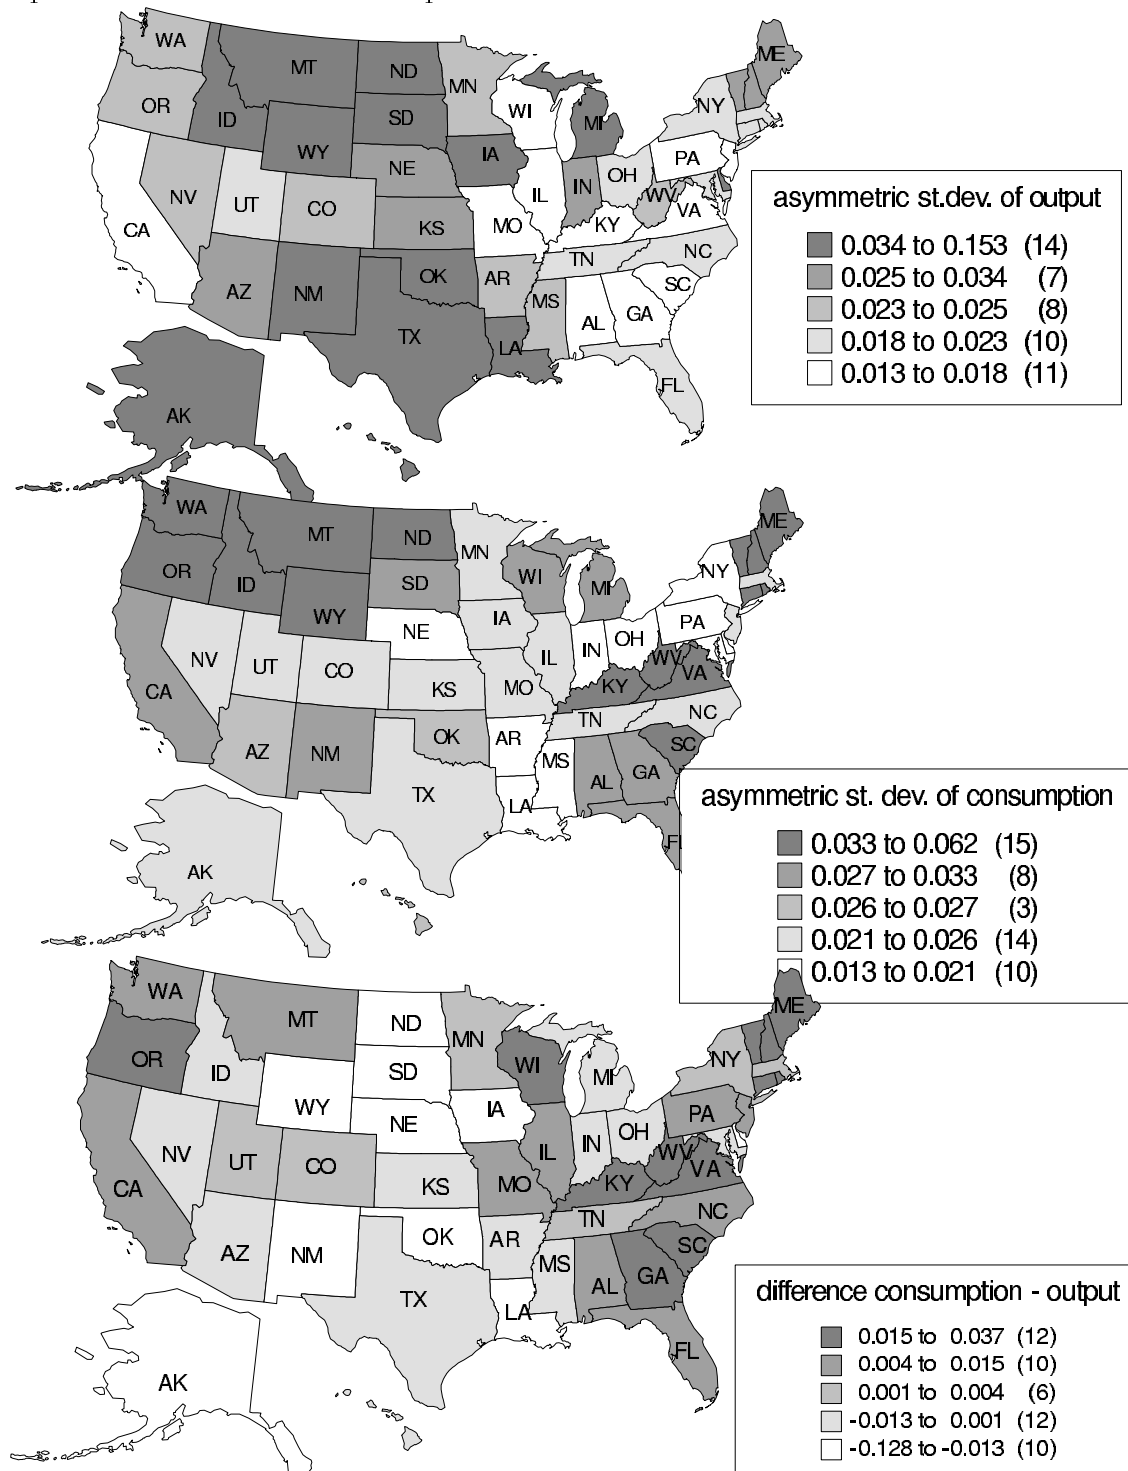 WA
MT
ND
MN
ME
OR
ID
SD
WI
MI
NY
WY
IA
PA
NE
NV
UT
CO
KS
IL
IN
OH
WV
VA
CA
MO
KY
AZ
NM
OK
AR
TN
NC
TX
LA
MS
AL
GA
SC
FL
AK
asymmetric st.dev. of output
0.034 to 0.153 (14)
0.025 to 0.034 (7)
0.023 to 0.025 (8)
0.018 to 0.023 (10)
0.013 to 0.018 (11)
WA
MT
ND
MN
ME
OR
ID
SD
WI
MI
NY
WY
NE
IA
PA
NV
UT
CO
KS
IL
IN
OH
WV
VA
CA
MO
KY
AZ
NM
OK
AR
TN
NC
TX
LA
MS
AL
GA
SC
AK
asymmetric st. dev. of consumption
0.033 to 0.062 (15)
0.027 to 0.033 (8)
0.026 to 0.027 (3)
0.021 to 0.026 (14)
0.013 to 0.021 (10)
WA
MT
ND
MN
ME
OR
ID
SD
WI
MI
NY
WY
NE
IA
PA
NV
UT
CO
KS
IL
IN
OH
WV
VA
CA
MO
KY
AZ
NM
OK
AR
TN
NC
TX
LA
MS
AL
GA
SC
FL
AK
difference consumption - output
0.015 to 0.037 (12)
0.004 to 0.015 (10)
0.001 to 0.004 (6)
-0.013 to 0.001 (12)
-0.128 to -0.013 (10)